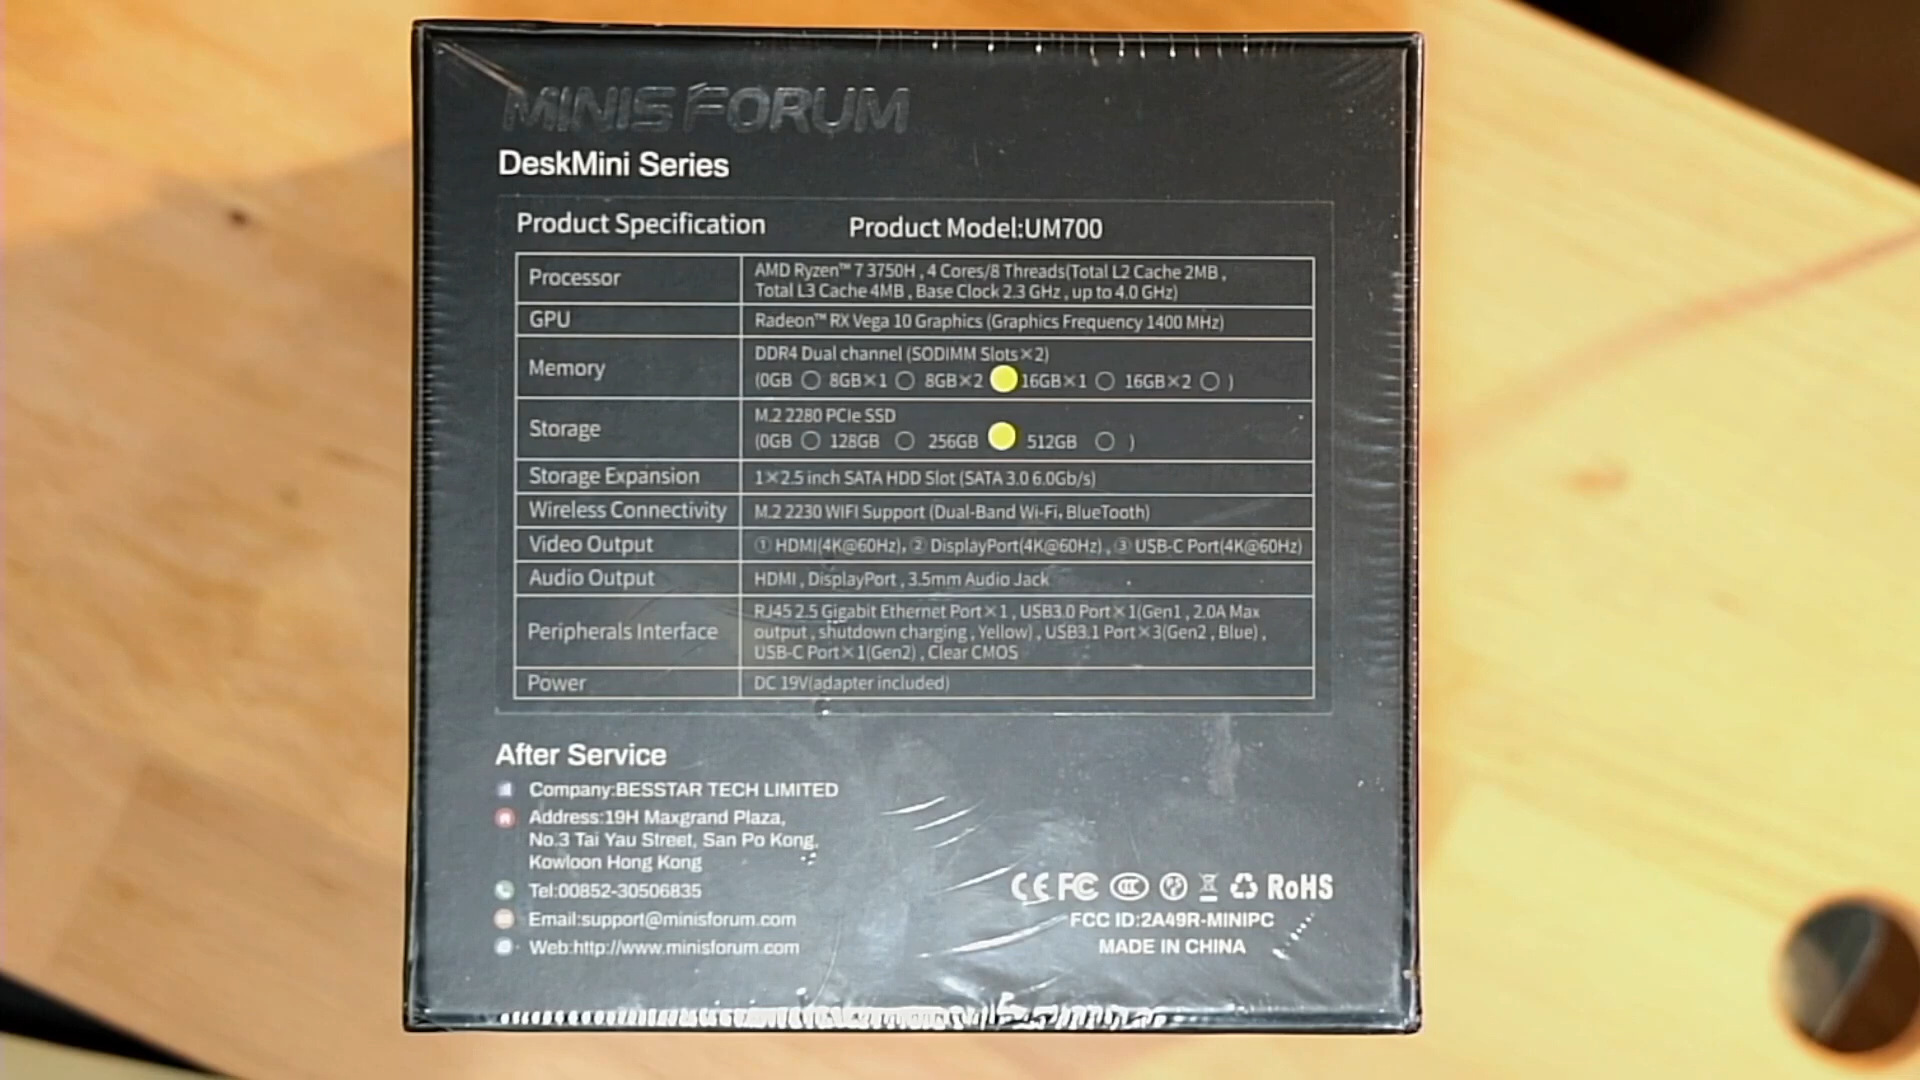 MINISFORUM
DeskMini Series
Product Specification Product Model:UM700
Processor AMD Ryzen™ 7 3750H , 4 Cores/8 Threads(Total L2 Cache 2MB ,
Total L3 Cache 4MB , Base Clock 2.3 GHz , up to 4.0 GHz)
GPU Radeon™ RX Vega 10 Graphics (Graphics Frequency 1400 MHz)
Memory DDR4 Dual channel (SODIMM Slots×2)
(0GB ○ 8GB×1 ○ 8GB×2 16GB×1 ○ 16GB×2 ○ )
Storage M.2 2280 PCIe SSD
(0GB ○ 128GB ○ 256GB 512GB ○ )
Storage Expansion 1×2.5 inch SATA HDD Slot (SATA 3.0 6.0Gb/s)
Wireless Connectivity M.2 2230 WIFI Support (Dual-Band Wi-Fi, BlueTooth)
Video Output ① HDMI(4K@60Hz), ② DisplayPort(4K@60Hz) , ③ USB-C Port(4K@60Hz)
Audio Output HDMI , DisplayPort , 3.5mm Audio Jack
Peripherals Interface RJ45 2.5 Gigabit Ethernet Port×1 , USB3.0 Port×1(Gen1 , 2.0A Max
output , shutdown charging , Yellow) , USB3.1 Port×3(Gen2 , Blue) ,
USB-C Port×1(Gen2) , Clear CMOS
Power DC 19V(adapter included)
After Service
Company:BESSTAR TECH LIMITED
Address:19H Maxgrand Plaza,
No.3 Tai Yau Street, San Po Kong,
Kowloon Hong Kong
Tel:00852-30506835
Email:support@minisforum.com
Web:http://www.minisforum.com
CE FC CCC RoHS
FCC ID:2A49R-MINIPC
MADE IN CHINA